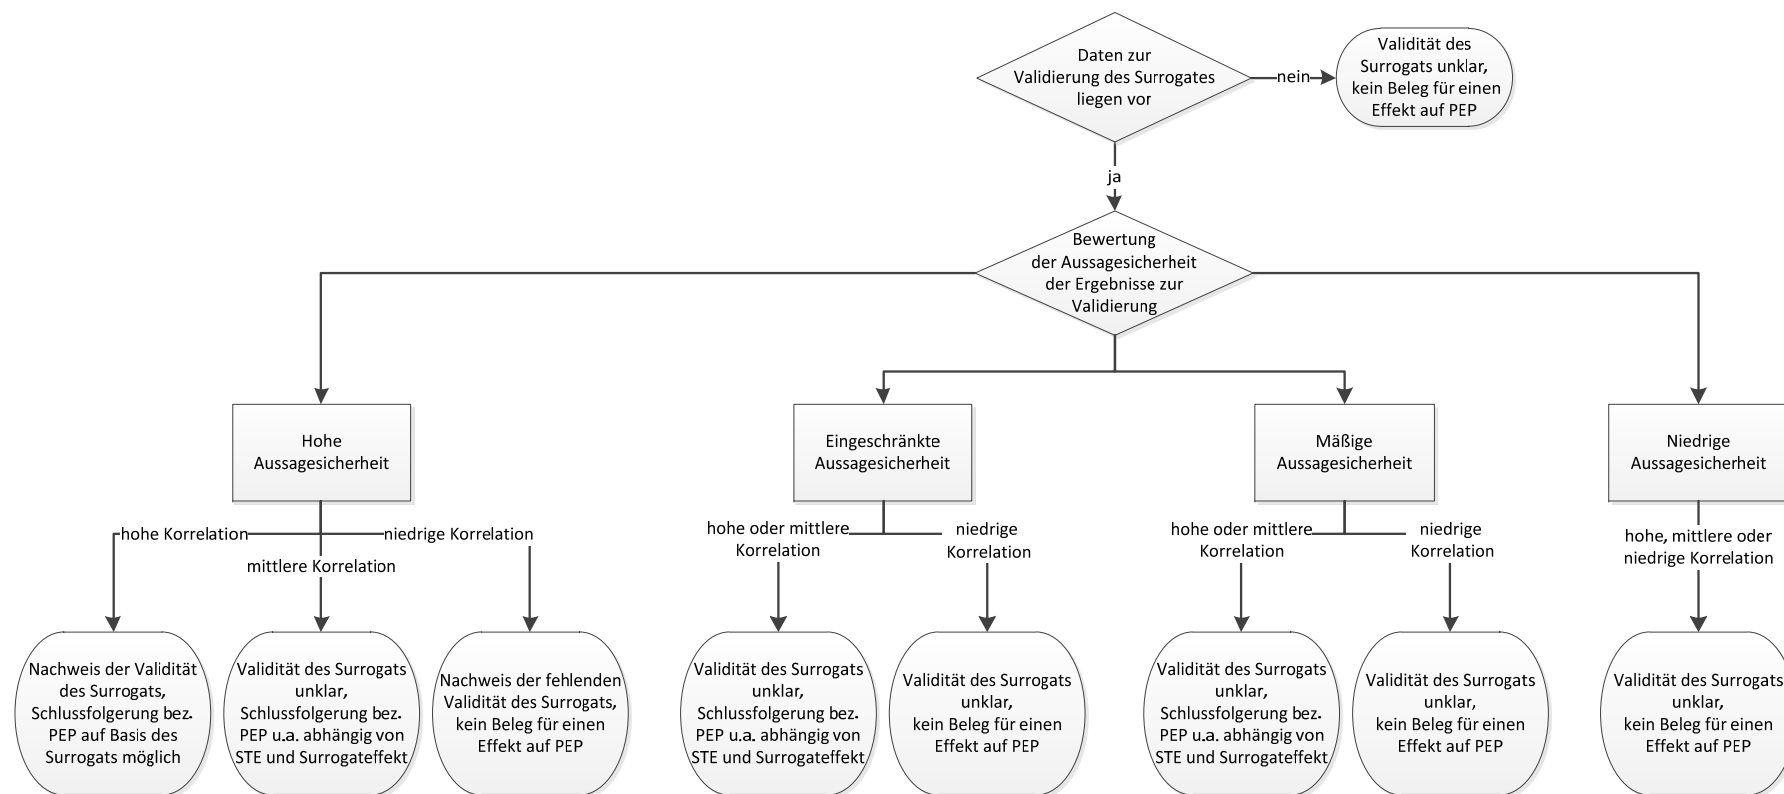 Daten zur
Validierung des Surrogates
liegen vor
nein
Validität des
Surrogats unklar,
kein Beleg für einen
Effekt auf PEP
ja
Bewertung
der Aussagesicherheit
der Ergebnisse zur
Validierung
Hohe
Aussagesicherheit
Eingeschränkte
Aussagesicherheit
Mäßige
Aussagesicherheit
Niedrige
Aussagesicherheit
hohe Korrelation
mittlere Korrelation
niedrige Korrelation
hohe oder mittlere
Korrelation
niedrige
Korrelation
hohe oder mittlere
Korrelation
niedrige
Korrelation
hohe, mittlere oder
niedrige Korrelation
Nachweis der Validität
des Surrogats,
Schlussfolgerung bez.
PEP auf Basis des
Surrogats möglich
Validität des Surrogats
unklar,
Schlussfolgerung bez.
PEP u.a. abhängig von
STE und Surrogateffekt
Nachweis der fehlenden
Validität des Surrogats,
kein Beleg für einen
Effekt auf PEP
Validität des Surrogats
unklar,
Schlussfolgerung bez.
PEP u.a. abhängig von
STE und Surrogateffekt
Validität des Surrogats
unklar,
kein Beleg für einen
Effekt auf PEP
Validität des Surrogats
unklar,
Schlussfolgerung bez.
PEP u.a. abhängig von
STE und Surrogateffekt
Validität des Surrogats
unklar,
kein Beleg für einen
Effekt auf PEP
Validität des Surrogats
unklar,
kein Beleg für einen
Effekt auf PEP